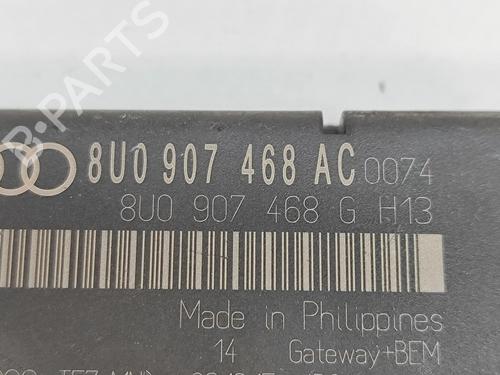 8U0 907 468 AC 0074
8U0 907 468 G H13
Made in Philippines
14 Gateway+BEM
B-PARTS